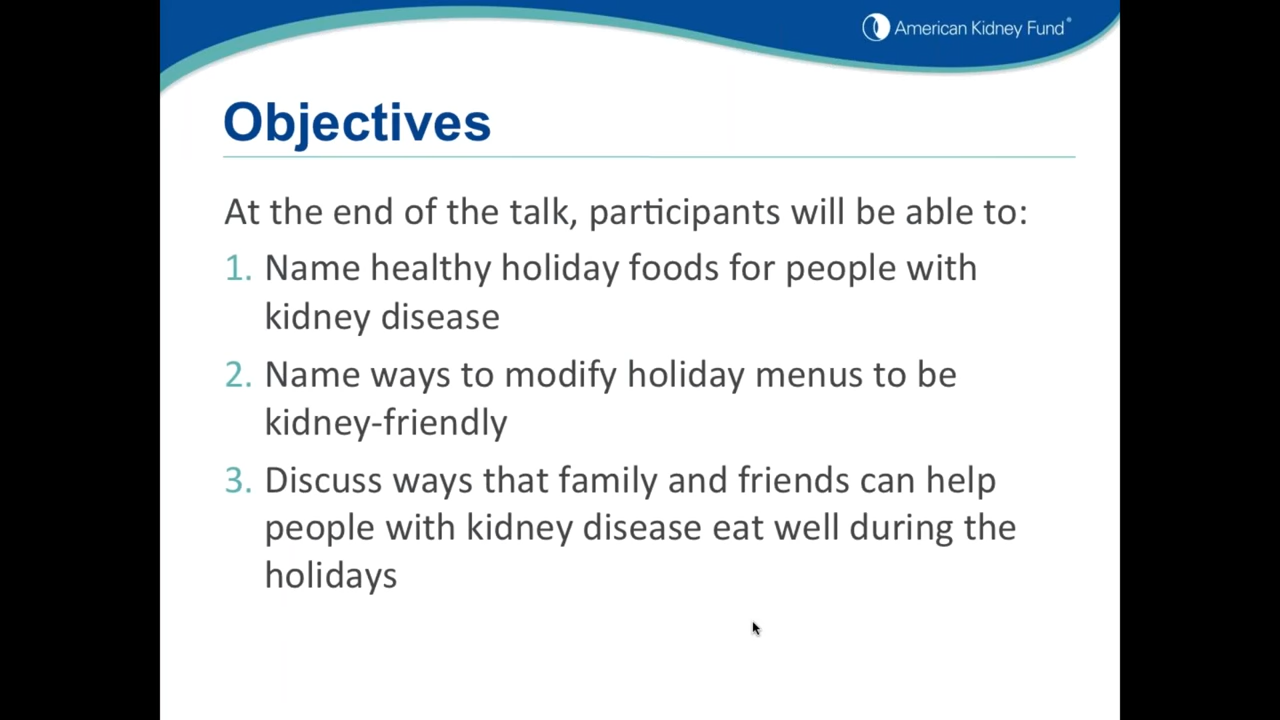 American Kidney Fund®
Objectives
At the end of the talk, participants will be able to:
1. Name healthy holiday foods for people with
kidney disease
2. Name ways to modify holiday menus to be
kidney-friendly
3. Discuss ways that family and friends can help
people with kidney disease eat well during the
holidays